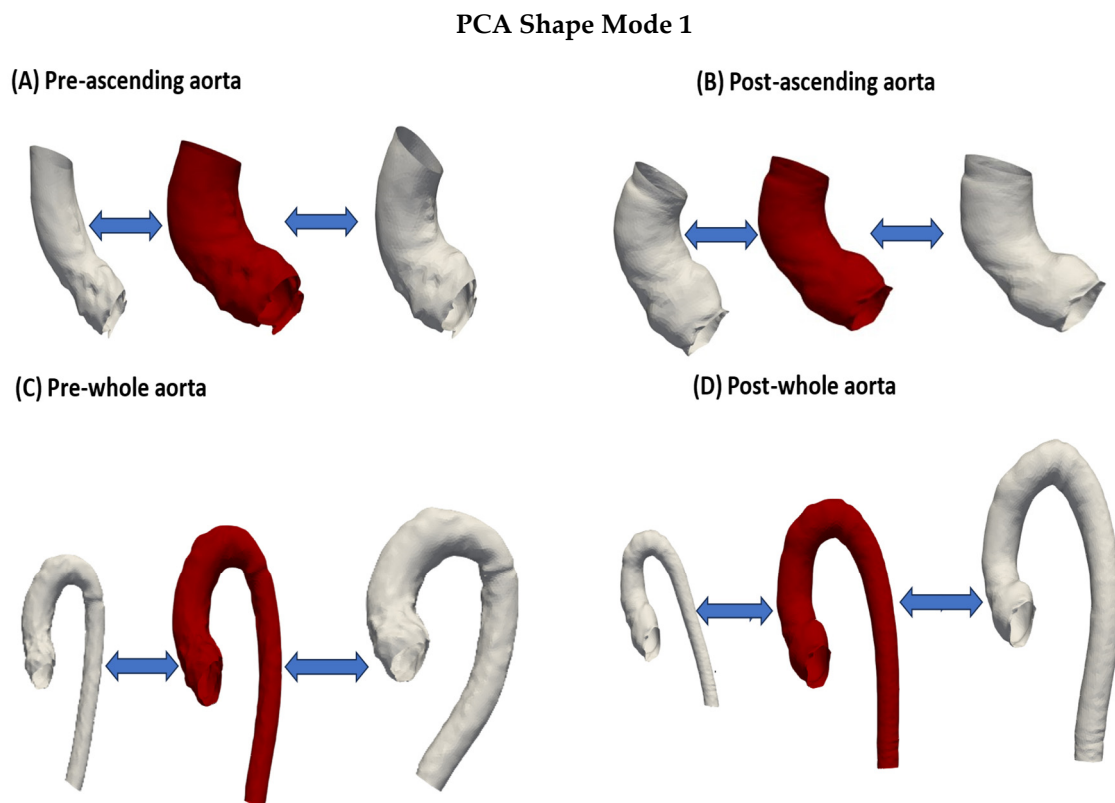 PCA Shape Mode 1
(A) Pre-ascending aorta
(B) Post-ascending aorta
(C) Pre-whole aorta
(D) Post-whole aorta